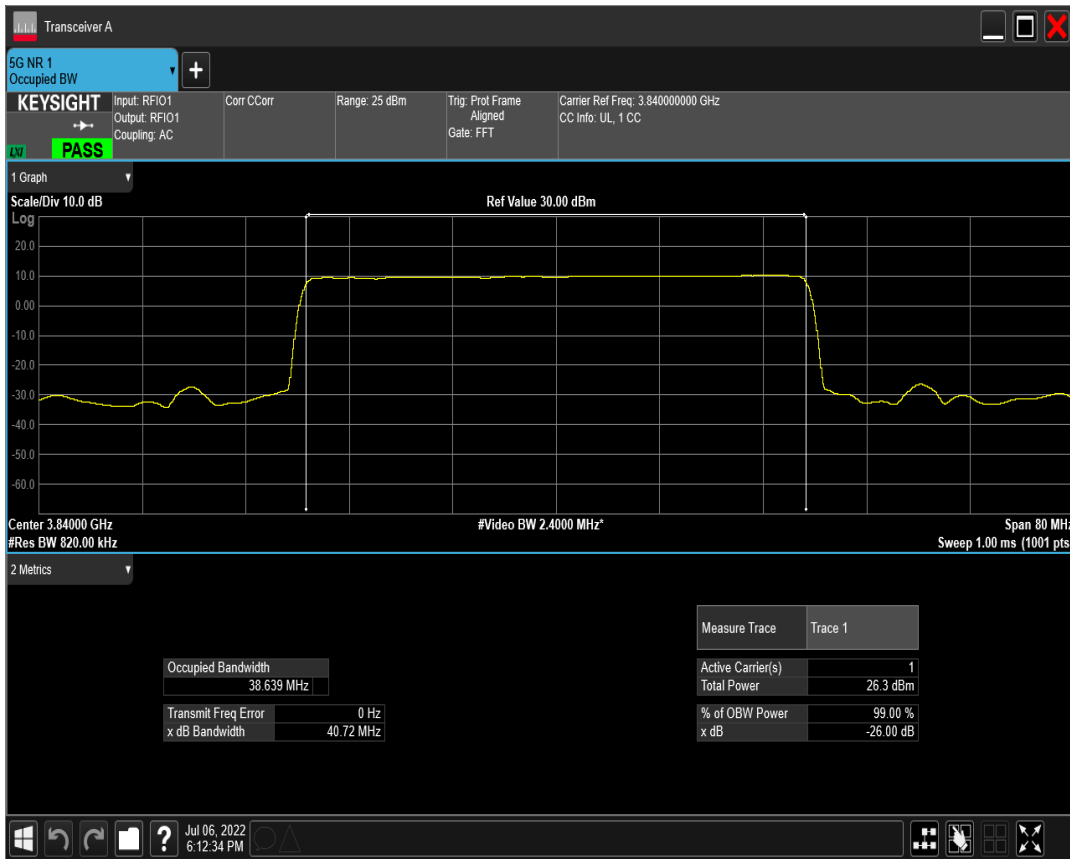 Transceiver A
5G NR 1
Occupied BW
+
KEYSIGHT
LXI
PASS
Input: RFIO1
Output: RFIO1
Coupling: AC
Corr CCorr
Range: 25 dBm
Trig: Prot Frame
Aligned
Gate: FFT
Carrier Ref Freq: 3.840000000 GHz
CC Info: UL, 1 CC
1 Graph
Scale/Div 10.0 dB
Ref Value 30.00 dBm
Log
20.0
10.0
0.00
-10.0
-20.0
-30.0
-40.0
-50.0
-60.0
Center 3.84000 GHz
#Video BW 2.4000 MHz*
Span 80 MHz
#Res BW 820.00 kHz
Sweep 1.00 ms (1001 pts
2 Metrics
Measure Trace Trace 1
Occupied Bandwidth
38.639 MHz
Active Carrier(s) 1
Total Power 26.3 dBm
Transmit Freq Error 0 Hz
x dB Bandwidth 40.72 MHz
% of OBW Power 99.00 %
x dB -26.00 dB
?
Jul 06, 2022
6:12:34 PM